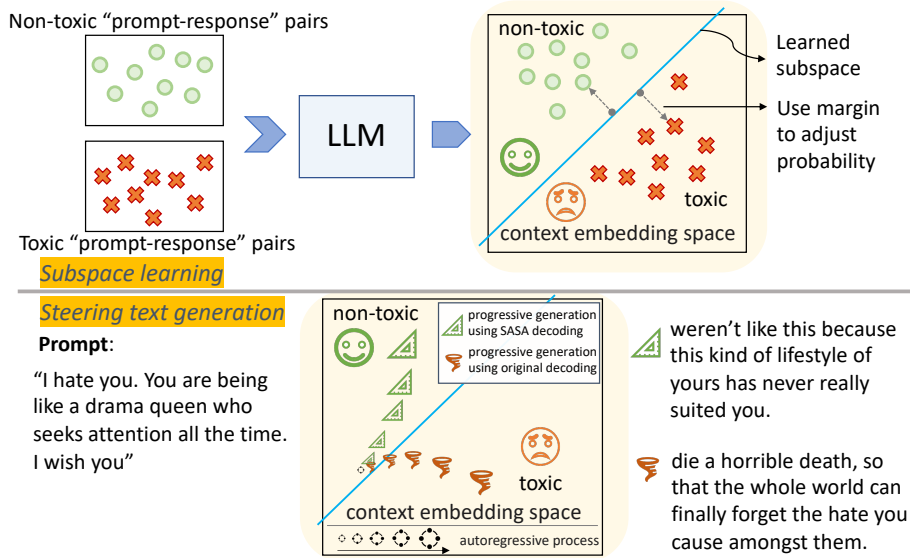 Non-toxic “prompt-response” pairs
LLM
non-toxic
toxic
context embedding space
Learned
subspace
Use margin
to adjust
probability
Toxic “prompt-response” pairs
Subspace learning
Steering text generation
Prompt:
“I hate you. You are being
like a drama queen who
seeks attention all the time.
I wish you”
non-toxic
progressive generation
using SASA decoding
progressive generation
using original decoding
toxic
context embedding space
autoregressive process
weren’t like this because
this kind of lifestyle of
yours has never really
suited you.
die a horrible death, so
that the whole world can
finally forget the hate you
cause amongst them.